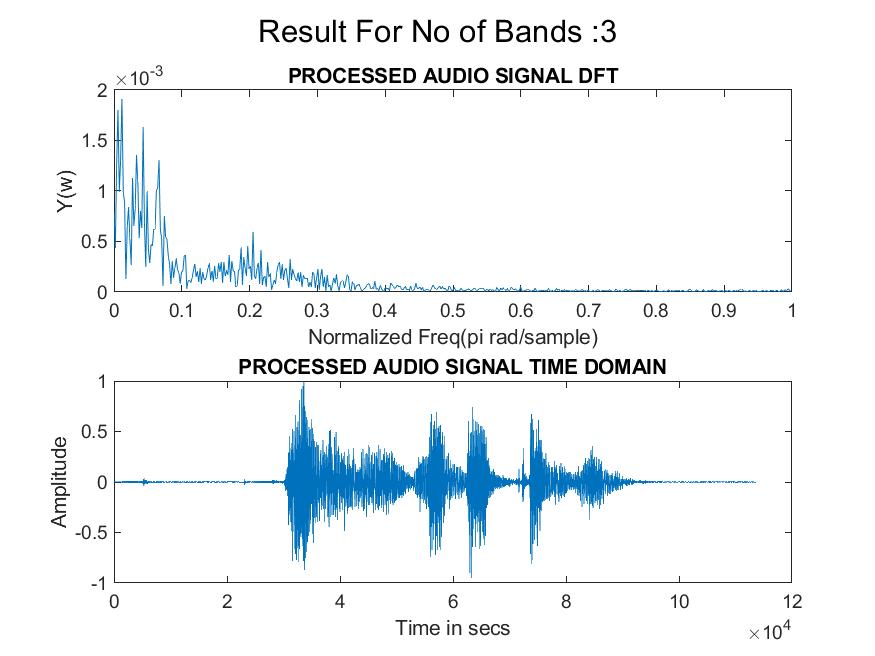 Result For No of Bands :3
×10⁻³
PROCESSED AUDIO SIGNAL DFT
2
1.5
1
0.5
0
Y(w)
0 0.1 0.2 0.3 0.4 0.5 0.6 0.7 0.8 0.9 1
Normalized Freq(pi rad/sample)
PROCESSED AUDIO SIGNAL TIME DOMAIN
1
0.5
0
-0.5
-1
Amplitude
0 2 4 6 8 10 12
Time in secs
×10⁴